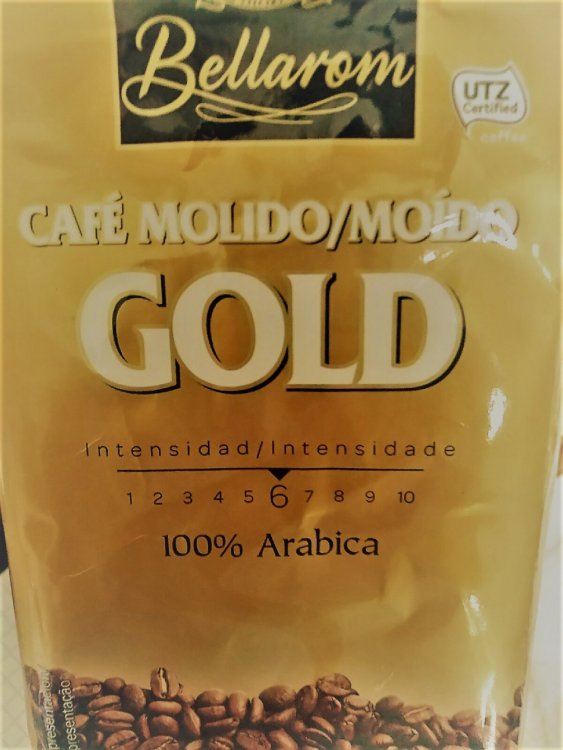 Bellarom
UTZ
Certified
coffee
CAFÉ MOLIDO/MOÍDO
GOLD
Intensidad/Intensidade
1 2 3 4 5 6 7 8 9 10
100% Arabica